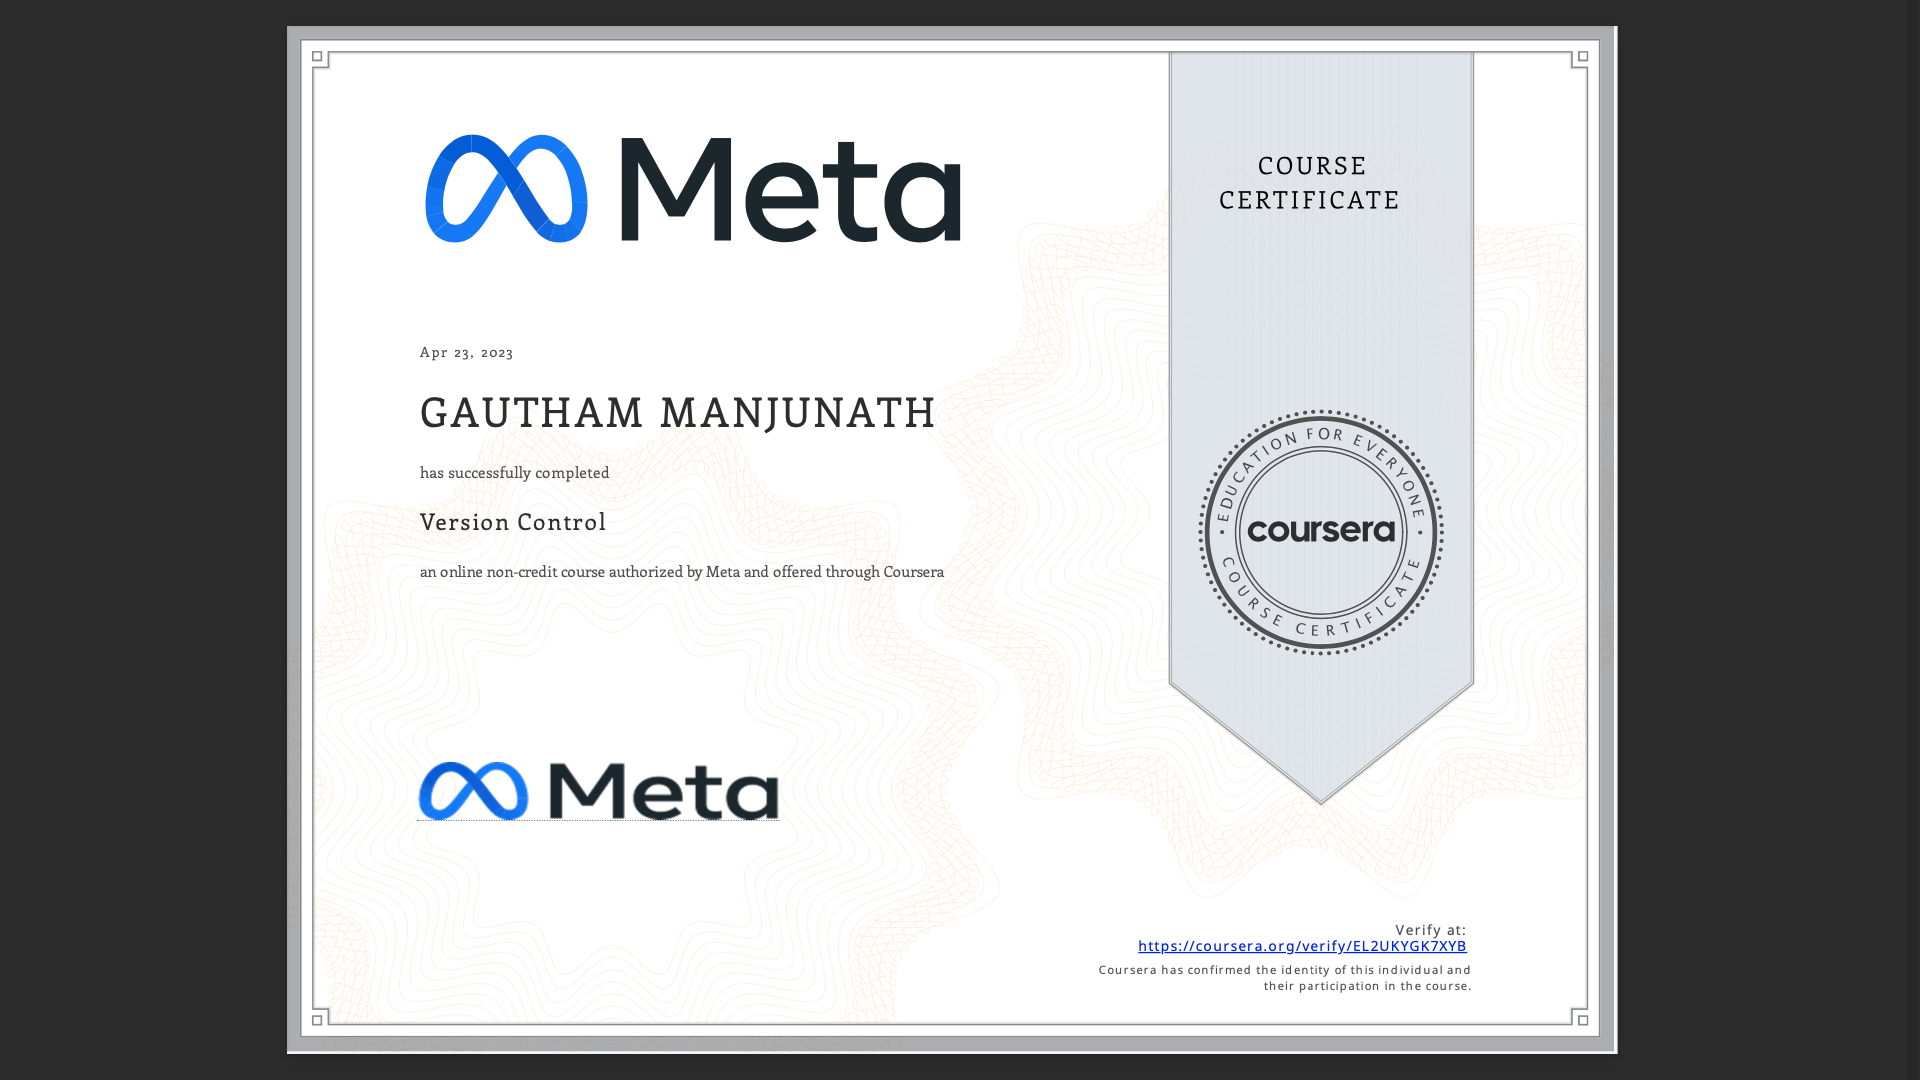 Meta
COURSE
CERTIFICATE
Apr 23, 2023
GAUTHAM MANJUNATH
has successfully completed
Version Control
an online non-credit course authorized by Meta and offered through Coursera
• EDUCATION FOR EVERYONE •
coursera
COURSE CERTIFICATE
Meta
Verify at:
https://coursera.org/verify/EL2UKYGK7XYB
Coursera has confirmed the identity of this individual and
their participation in the course.